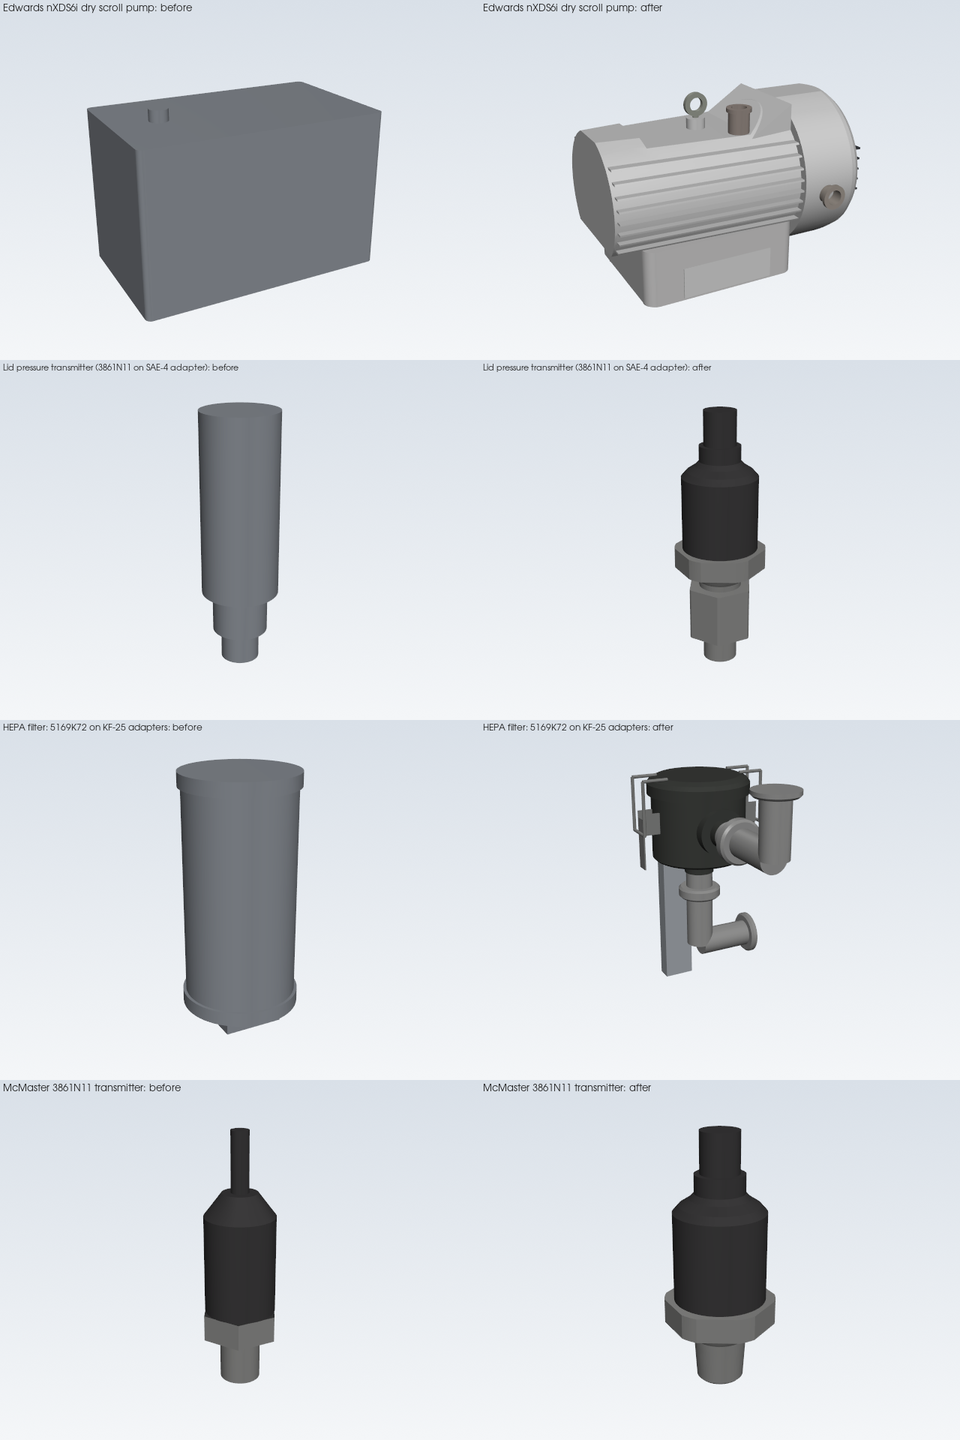 Edwards nXDS6i dry scroll pump: before
Edwards nXDS6i dry scroll pump: after
Lid pressure transmitter (3861N11 on SAE-4 adapter): before
Lid pressure transmitter (3861N11 on SAE-4 adapter): after
HEPA filter: 5169K72 on KF-25 adapters: before
HEPA filter: 5169K72 on KF-25 adapters: after
McMaster 3861N11 transmitter: before
McMaster 3861N11 transmitter: after